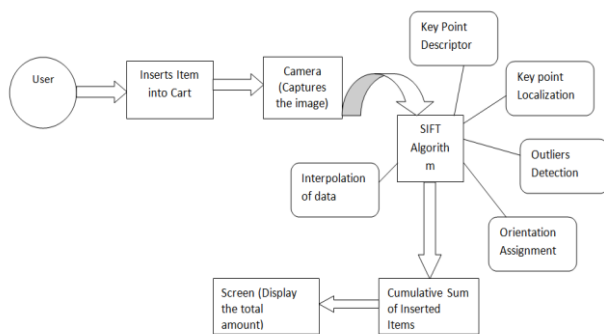 User
Inserts Item
into Cart
Camera
(Captures
the image)
Key Point
Descriptor
Key point
Localization
SIFT
Algorith
m
Outliers
Detection
Interpolation
of data
Orientation
Assignment
Screen (Display
the total
amount)
Cumulative Sum
of Inserted
Items